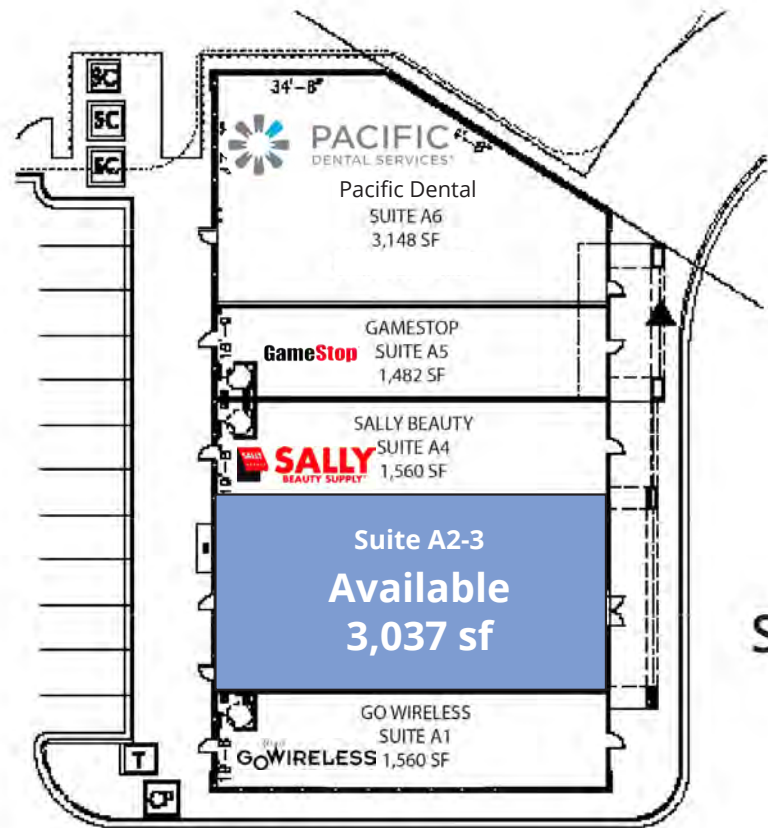 SC
34'-8"
SC
SC
PACIFIC
DENTAL SERVICES
Pacific Dental
SUITE A6
3,148 SF
GAMESTOP
GameStop
SUITE A5
1,482 SF
SALLY BEAUTY
SUITE A4
SALLY
SALLY
BEAUTY SUPPLY
1,560 SF
Suite A2-3
Available
3,037 sf
GO WIRELESS
SUITE A1
GOWIRELESS
1,560 SF
T
CP